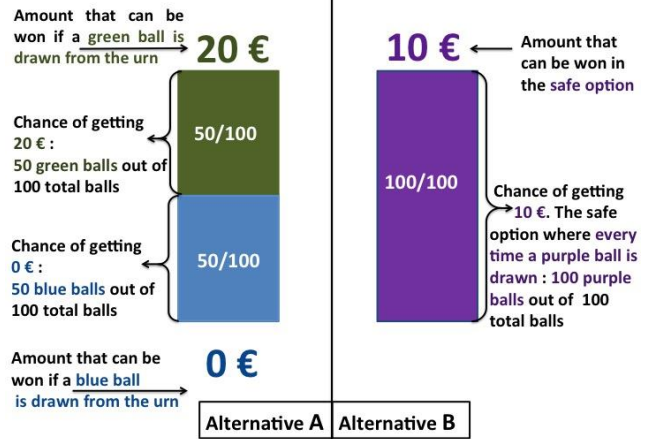 Amount that can be
won if a green ball is
drawn from the urn
20 €
Chance of getting
20 € :
50 green balls out of
100 total balls
50/100
Chance of getting
0 € :
50 blue balls out of
100 total balls
50/100
Amount that can be
won if a blue ball
is drawn from the urn
0 €
Alternative A
10 €
Amount that
can be won in
the safe option
100/100
Chance of getting
10 €. The safe
option where every
time a purple ball is
drawn : 100 purple
balls out of 100
total balls
Alternative B